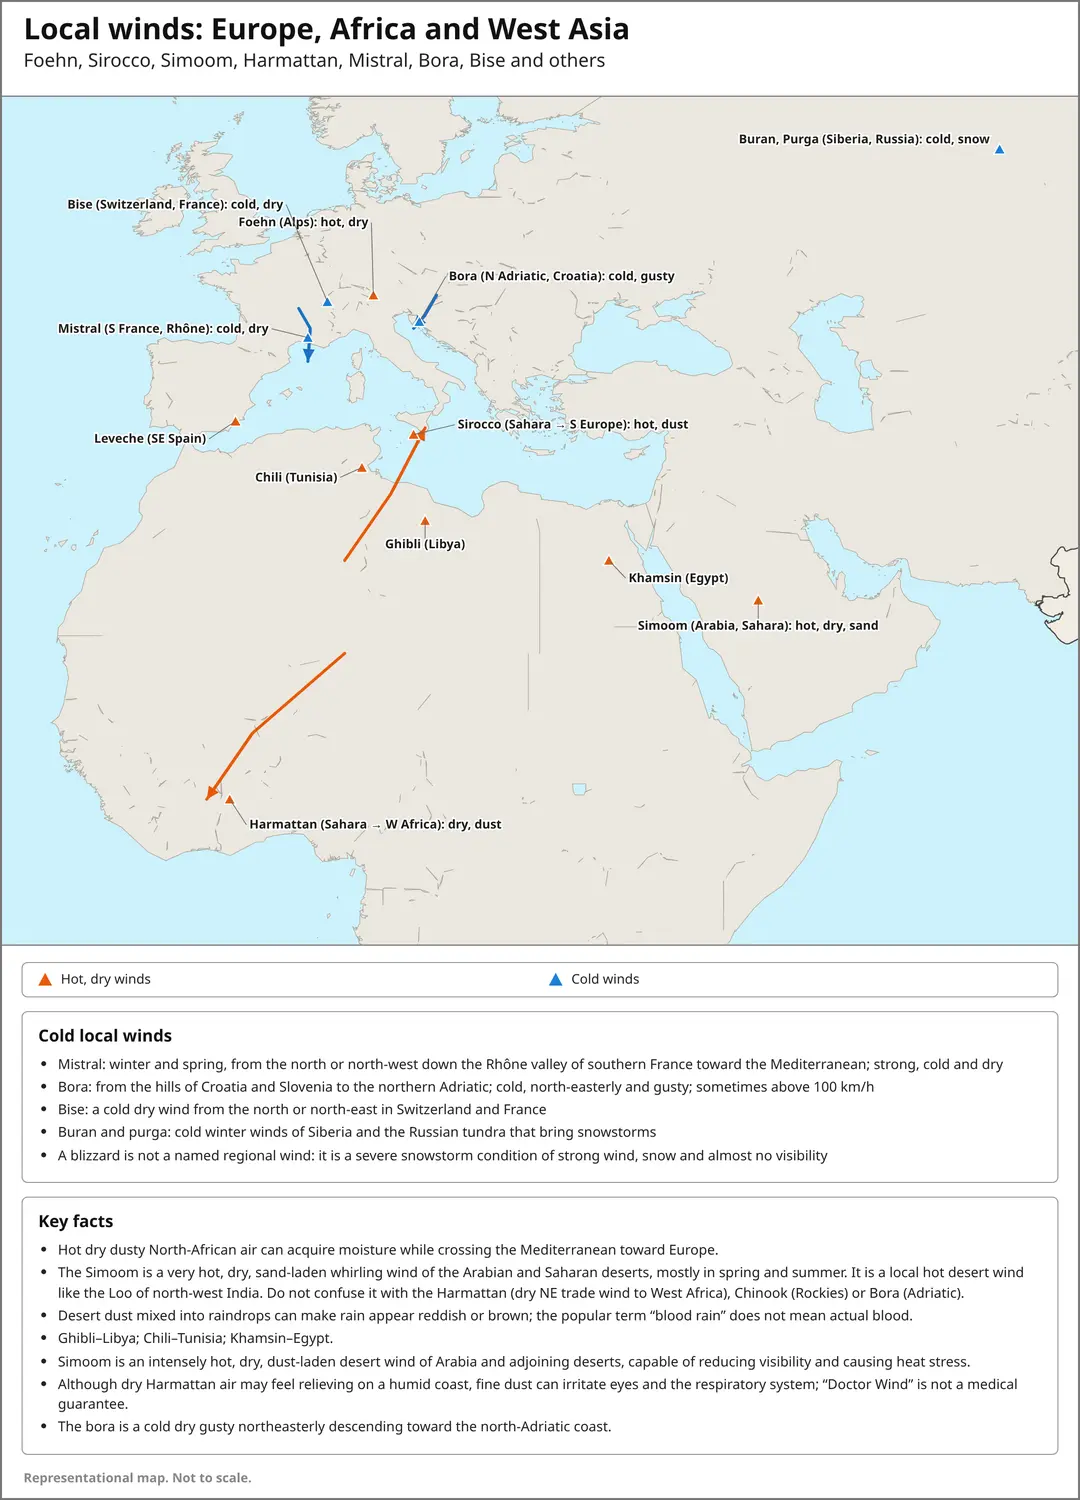 Local winds: Europe, Africa and West Asia
Foehn, Sirocco, Simoom, Harmattan, Mistral, Bora, Bise and others
Buran, Purga (Siberia, Russia): cold, snow
Bise (Switzerland, France): cold, dry
Foehn (Alps): hot, dry
Bora (N Adriatic, Croatia): cold, gusty
Mistral (S France, Rhône): cold, dry
Sirocco (Sahara → S Europe): hot, dust
Leveche (SE Spain)
Chili (Tunisia)
Ghibli (Libya)
Khamsin (Egypt)
Simoom (Arabia, Sahara): hot, dry, sand
Harmattan (Sahara → W Africa): dry, dust
Hot, dry winds
Cold winds
Cold local winds
• Mistral: winter and spring, from the north or north-west down the Rhône valley of southern France toward the Mediterranean; strong, cold and dry
• Bora: from the hills of Croatia and Slovenia to the northern Adriatic; cold, north-easterly and gusty; sometimes above 100 km/h
• Bise: a cold dry wind from the north or north-east in Switzerland and France
• Buran and purga: cold winter winds of Siberia and the Russian tundra that bring snowstorms
• A blizzard is not a named regional wind: it is a severe snowstorm condition of strong wind, snow and almost no visibility
Key facts
• Hot dry dusty North-African air can acquire moisture while crossing the Mediterranean toward Europe.
• The Simoom is a very hot, dry, sand-laden whirling wind of the Arabian and Saharan deserts, mostly in spring and summer. It is a local hot desert wind
like the Loo of north-west India. Do not confuse it with the Harmattan (dry NE trade wind to West Africa), Chinook (Rockies) or Bora (Adriatic).
• Desert dust mixed into raindrops can make rain appear reddish or brown; the popular term “blood rain” does not mean actual blood.
• Ghibli–Libya; Chili–Tunisia; Khamsin–Egypt.
• Simoom is an intensely hot, dry, dust-laden desert wind of Arabia and adjoining deserts, capable of reducing visibility and causing heat stress.
• Although dry Harmattan air may feel relieving on a humid coast, fine dust can irritate eyes and the respiratory system; “Doctor Wind” is not a medical
guarantee.
• The bora is a cold dry gusty northeasterly descending toward the north-Adriatic coast.
Representational map. Not to scale.